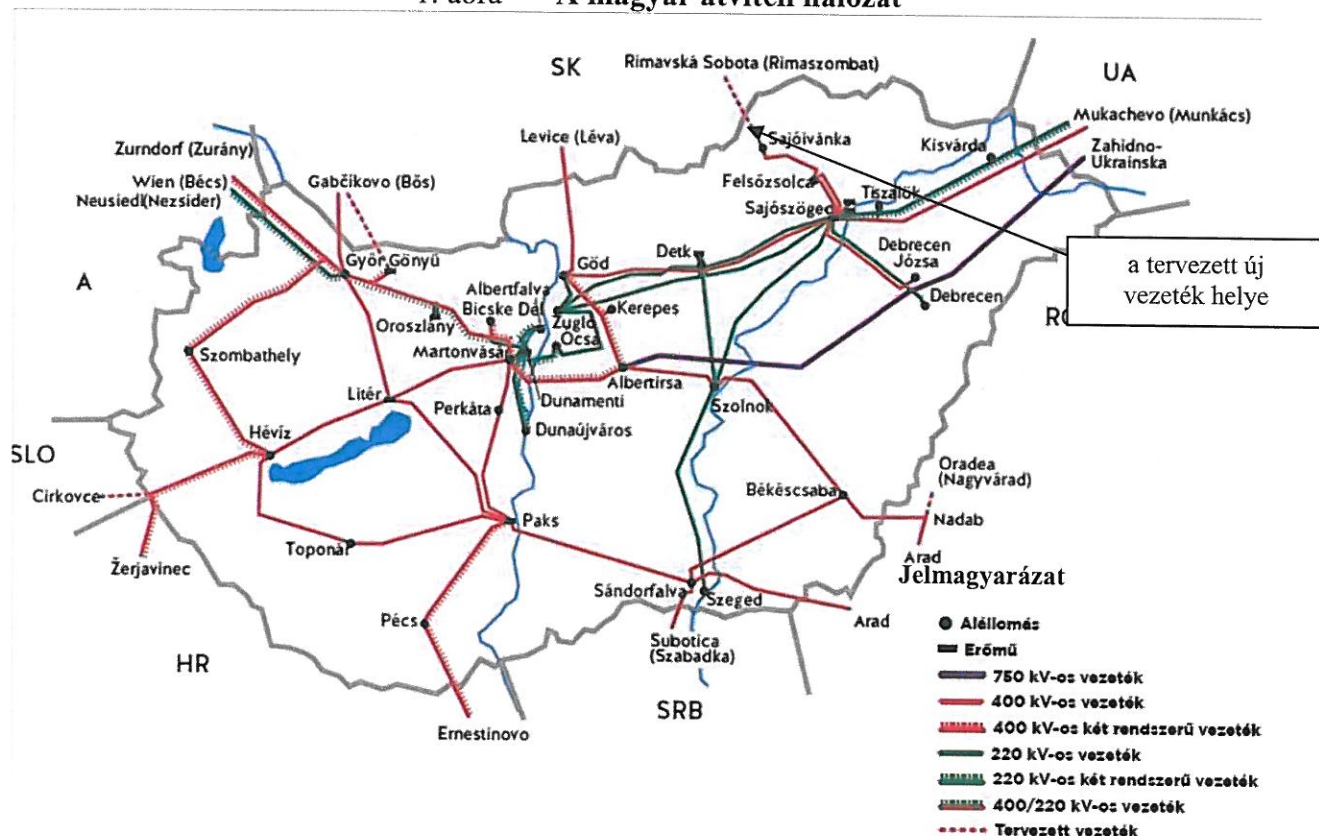 1. ábra A magyar átviteli hálózat
SK
Rimavská Sobota (Rimaszombat)
UA
Mukachevo (Munkács)
Levice (Léva)
Sajóivánka
Kisvárda
Zahidno-
Ukrainska
Zurndorf (Zurány)
Wien (Bécs)
Gabčikovo (Bős)
Neusiedl(Nezsider)
Felsőzsolca
Tiszalök
Sajószöged
Detk
Debrecen
Józsa
a tervezett új
vezeték helye
A
Győr
Gönyű
Göd
Albertfalva
Bicske Dél
Kerepes
Debrecen
Oroszlány
Zugló
Ócsa
Szombathely
Martonvásá
Albertirsa
Litér
Dunamenti
Szolnok
Perkáta
Dunaújváros
Hévíz
SLO
Oradea
(Nagyvárad)
Cirkovce
Békéscsaba
Paks
Nadab
Toponár
Žerjavinec
Arad
Jelmagyarázat
Sándorfalva
Szeged
Arad
Pécs
Subotica
(Szabadka)
HR
SRB
Ernestinovo
Alállomás
Erőmű
750 kV-os vezeték
400 kV-os vezeték
400 kV-os két rendszerű vezeték
220 kV-os vezeték
220 kV-os két rendszerű vezeték
400/220 kV-os vezeték
Tervezett vezeték